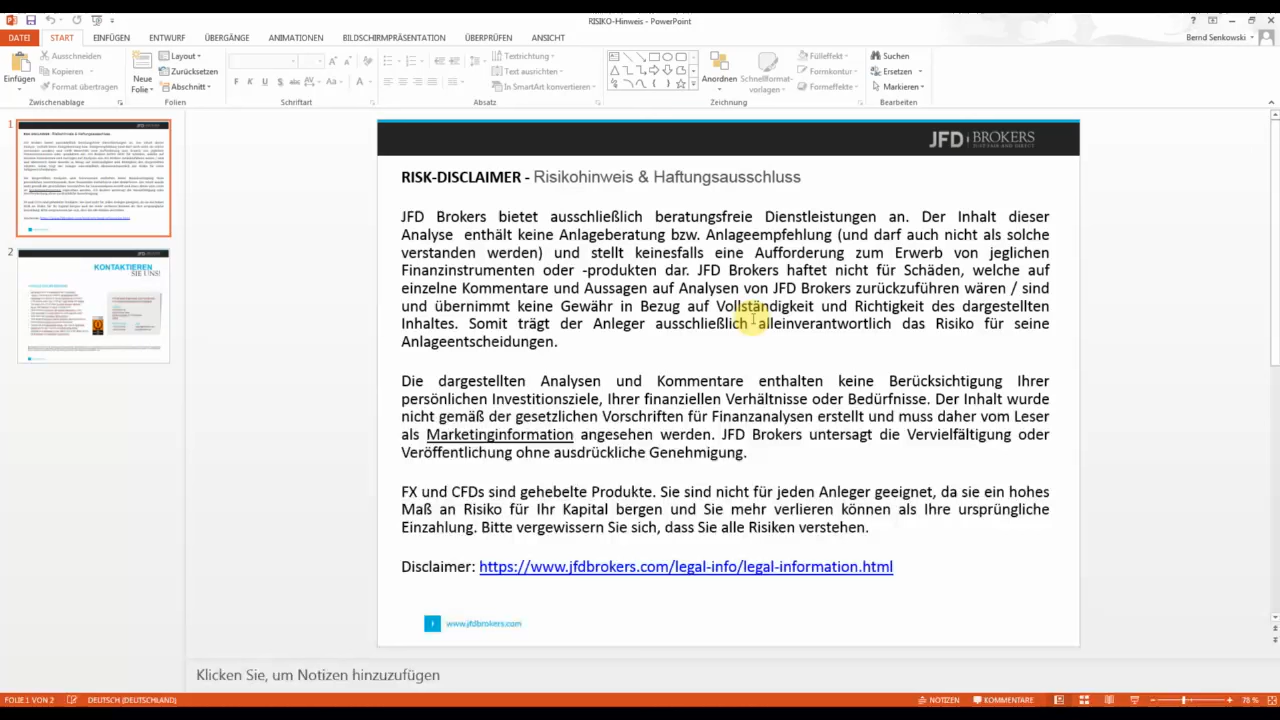 RISIKO-Hinweis - PowerPoint
DATEI START EINFÜGEN ENTWURF ÜBERGÄNGE ANIMATIONEN BILDSCHIRMPRÄSENTATION ÜBERPRÜFEN ANSICHT
Bernd Senkowski
Einfügen
Ausschneiden
Kopieren
Format übertragen
Zwischenablage
Neue Folie
Layout
Zurücksetzen
Abschnitt
Folien
F K U S abc AV Aa A
Schriftart
Textrichtung
Text ausrichten
In SmartArt konvertieren
Absatz
Anordnen
Schnellformat-
vorlagen
Fülleffekt
Formkontur
Formeffekte
Zeichnung
Suchen
Ersetzen
Markieren
Bearbeiten
1
2
KONTAKTIEREN
SIE UNS!
JFD BROKERS
RISK-DISCLAIMER - Risikohinweis & Haftungsausschluss
JFD Brokers bietet ausschließlich beratungsfreie Dienstleistungen an. Der Inhalt dieser
Analyse enthält keine Anlageberatung bzw. Anlageempfehlung (und darf auch nicht als solche
verstanden werden) und stellt keinesfalls eine Aufforderung zum Erwerb von jeglichen
Finanzinstrumenten oder -produkten dar. JFD Brokers haftet nicht für Schäden, welche auf
einzelne Kommentare und Aussagen auf Analysen von JFD Brokers zurückzuführen wären / sind
und übernimmt keine Gewähr in Bezug auf Vollständigkeit und Richtigkeit des dargestellten
Inhaltes. Somit trägt der Anleger ausschließlich alleinverantwortlich das Risiko für seine
Anlageentscheidungen.
Die dargestellten Analysen und Kommentare enthalten keine Berücksichtigung Ihrer
persönlichen Investitionsziele, Ihrer finanziellen Verhältnisse oder Bedürfnisse. Der Inhalt wurde
nicht gemäß der gesetzlichen Vorschriften für Finanzanalysen erstellt und muss daher vom Leser
als Marketinginformation angesehen werden. JFD Brokers untersagt die Vervielfältigung oder
Veröffentlichung ohne ausdrückliche Genehmigung.
FX und CFDs sind gehebelte Produkte. Sie sind nicht für jeden Anleger geeignet, da sie ein hohes
Maß an Risiko für Ihr Kapital bergen und Sie mehr verlieren können als Ihre ursprüngliche
Einzahlung. Bitte vergewissern Sie sich, dass Sie alle Risiken verstehen.
Disclaimer: https://www.jfdbrokers.com/legal-info/legal-information.html
www.jfdbrokers.com
Klicken Sie, um Notizen hinzuzufügen
FOLIE 1 VON 2 DEUTSCH (DEUTSCHLAND) NOTIZEN KOMMENTARE 78 %